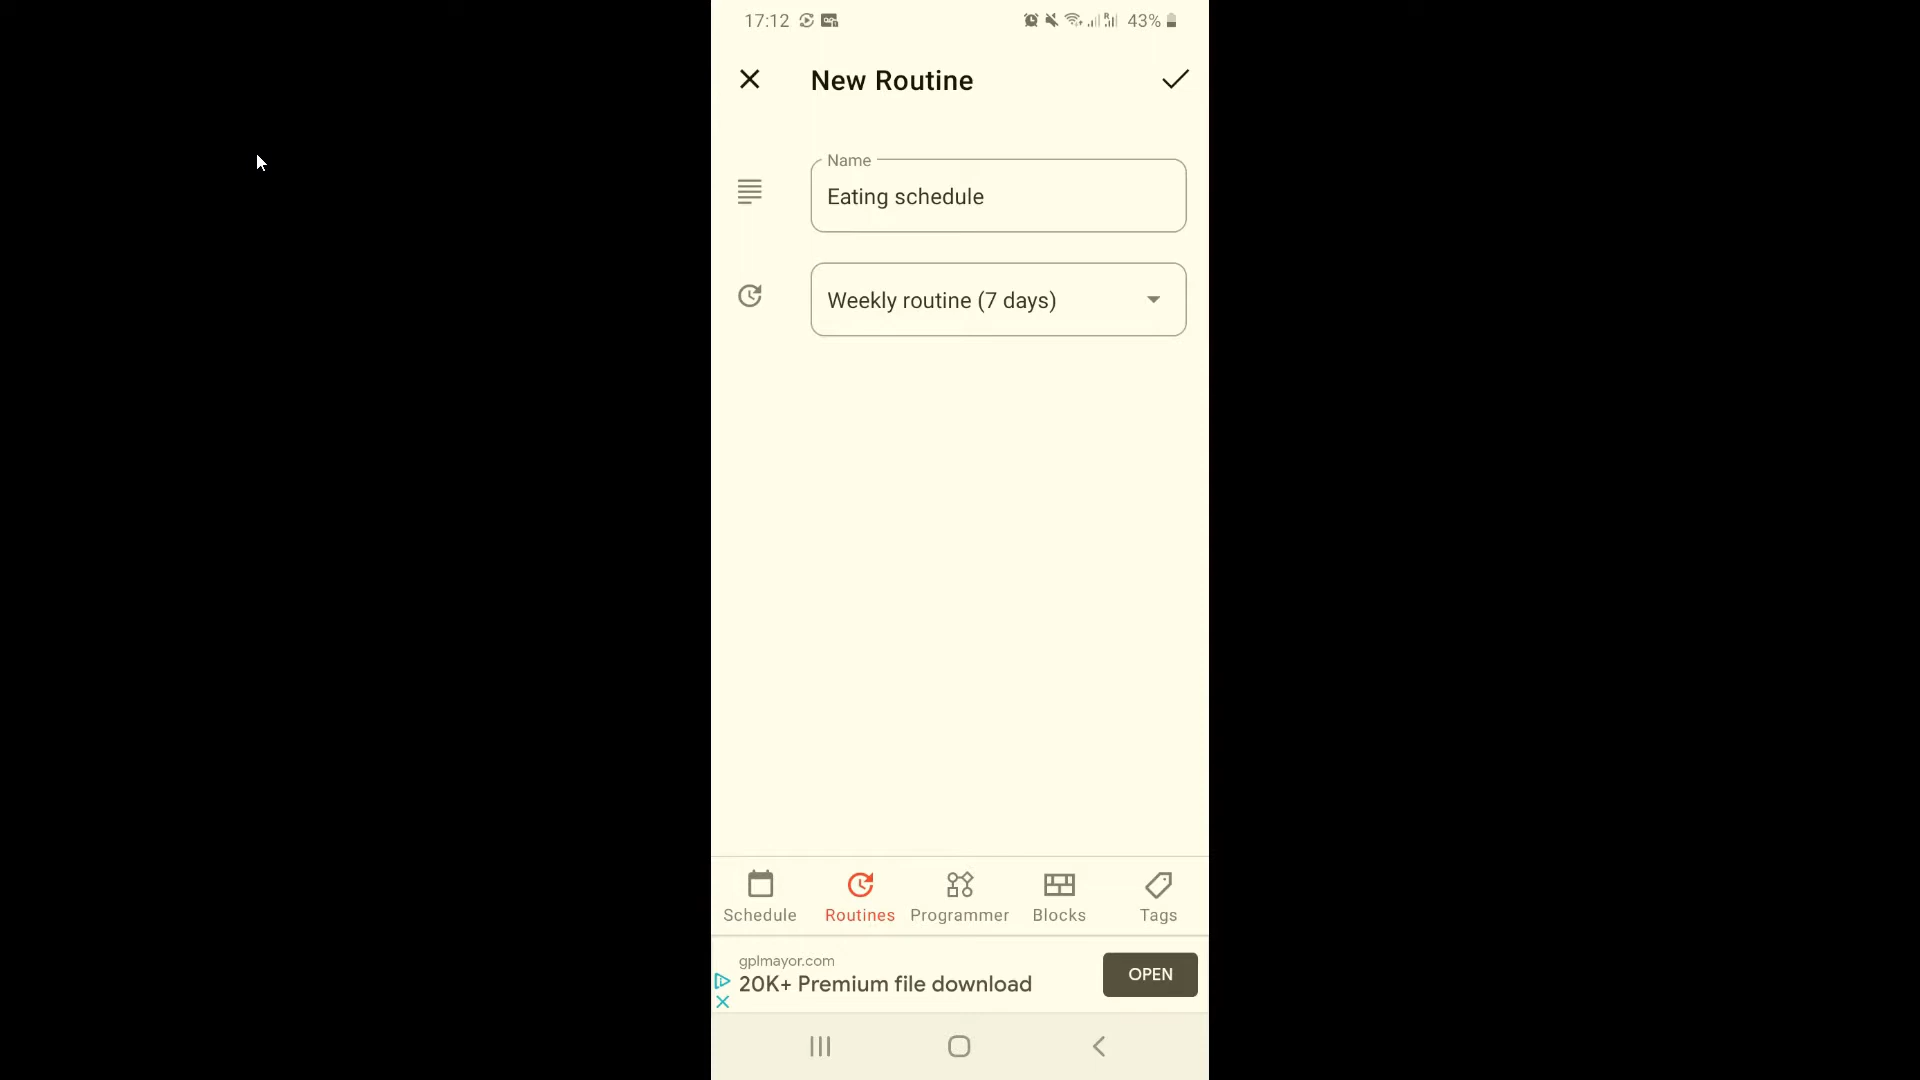 17:12 43%
New Routine
Name
Eating schedule
Weekly routine (7 days)
Schedule Routines Programmer Blocks Tags
gplmayor.com
20K+ Premium file download
OPEN